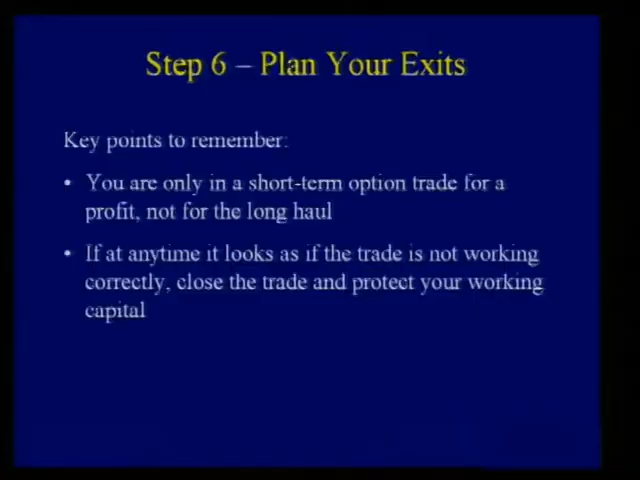 Step 6 – Plan Your Exits
Key points to remember:
• You are only in a short-term option trade for a
profit, not for the long haul
• If at anytime it looks as if the trade is not working
correctly, close the trade and protect your working
capital